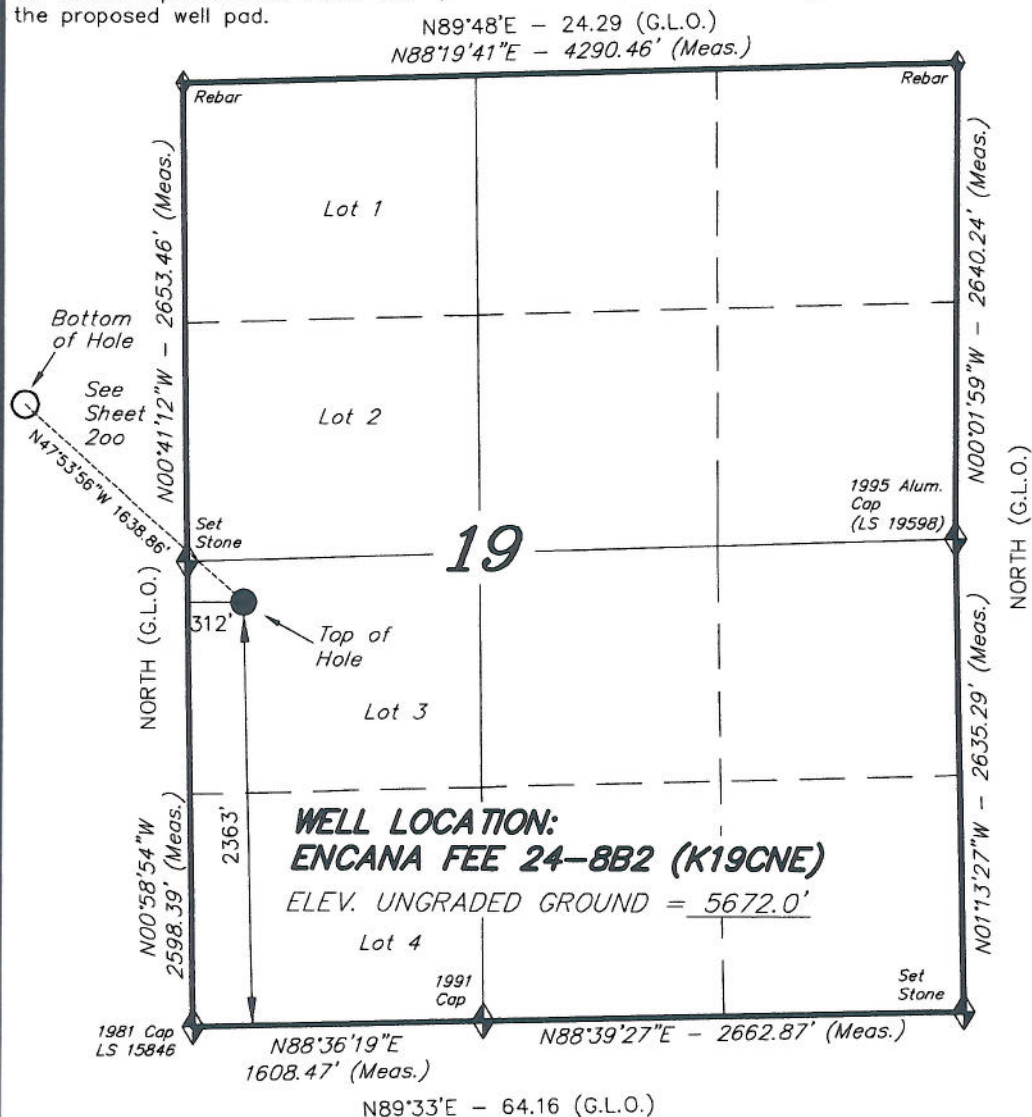 the proposed well pad.
N89°48'E - 24.29 (G.L.O.)
N88°19'41"E - 4290.46' (Meas.)
Rebar
Rebar
N00°41'12"W - 2653.46' (Meas.)
N00°01'59"W - 2640.24' (Meas.)
Lot 1
Bottom
of Hole
See
Sheet
2oo
Lot 2
N47°53'56"W 1638.86'
NORTH (G.L.O.)
1995 Alum.
Cap
(LS 19598)
Set
Stone
19
312'
Top of
Hole
NORTH (G.L.O.)
Lot 3
N01°13'27"W - 2635.29' (Meas.)
2363'
N00°58'54"W
2598.39' (Meas.)
WELL LOCATION:
ENCANA FEE 24-8B2 (K19CNE)
ELEV. UNGRADED GROUND = 5672.0'
Lot 4
1991
Cap
Set
Stone
1981 Cap
LS 15846
N88°36'19"E
1608.47' (Meas.)
N88°39'27"E - 2662.87' (Meas.)
N89°33'E - 64.16 (G.L.O.)